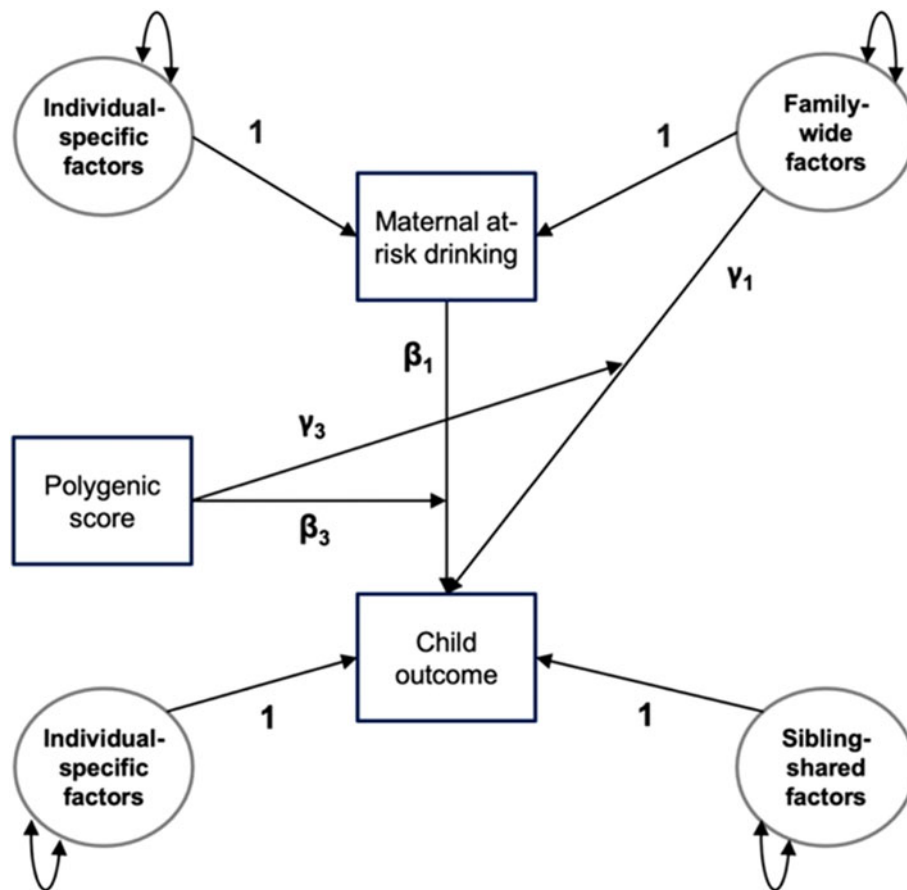 Individual-
specific
factors
1
1
Family-
wide
factors
Maternal at-
risk drinking
γ1
β1
γ3
Polygenic
score
β3
Child
outcome
Individual-
specific
factors
1
1
Sibling-
shared
factors